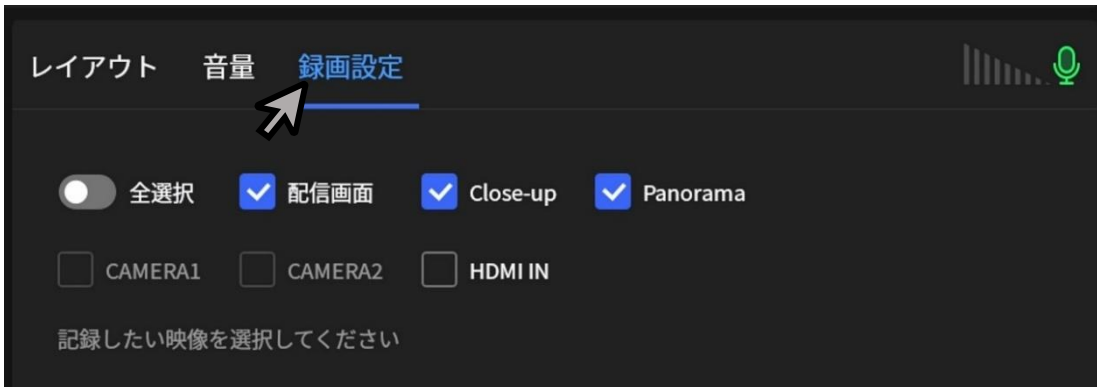 レイアウト 音量 録画設定
全選択 配信画面 Close-up Panorama
CAMERA1 CAMERA2 HDMI IN
記録したい映像を選択してください